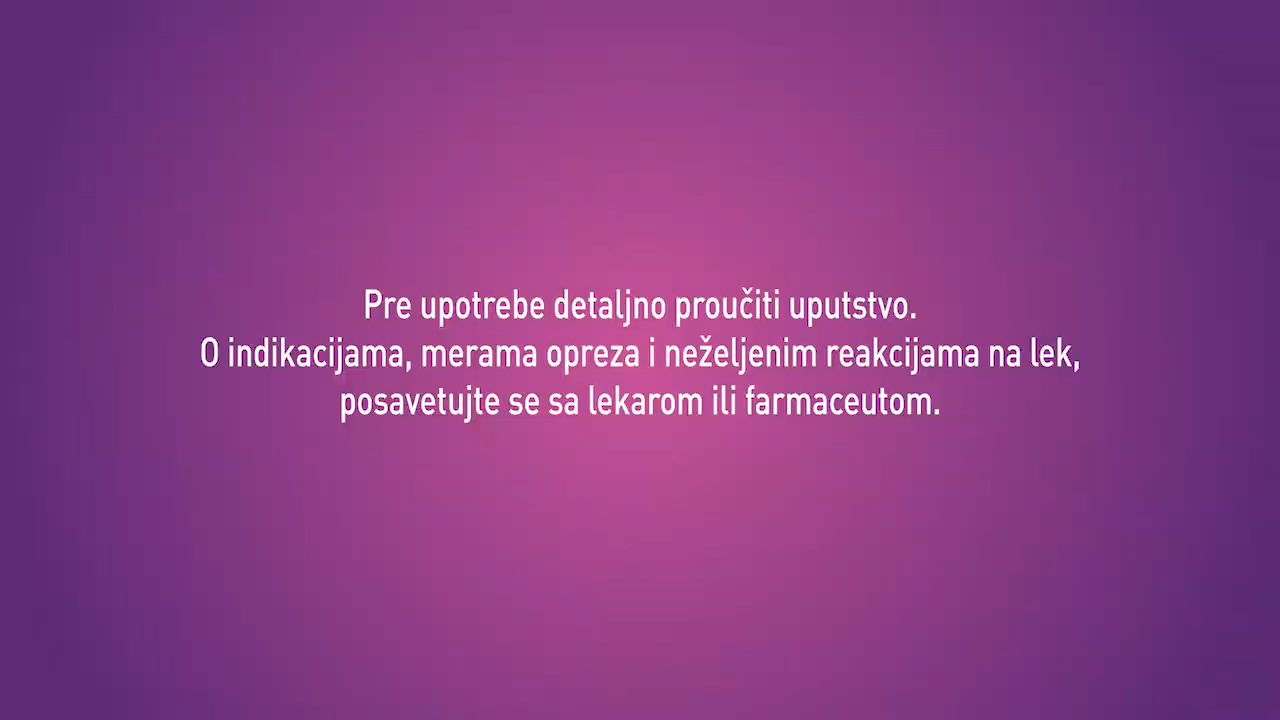 Pre upotrebe detaljno proučiti uputstvo.
O indikacijama, merama opreza i neželjenim reakcijama na lek,
posavetujte se sa lekarom ili farmaceutom.